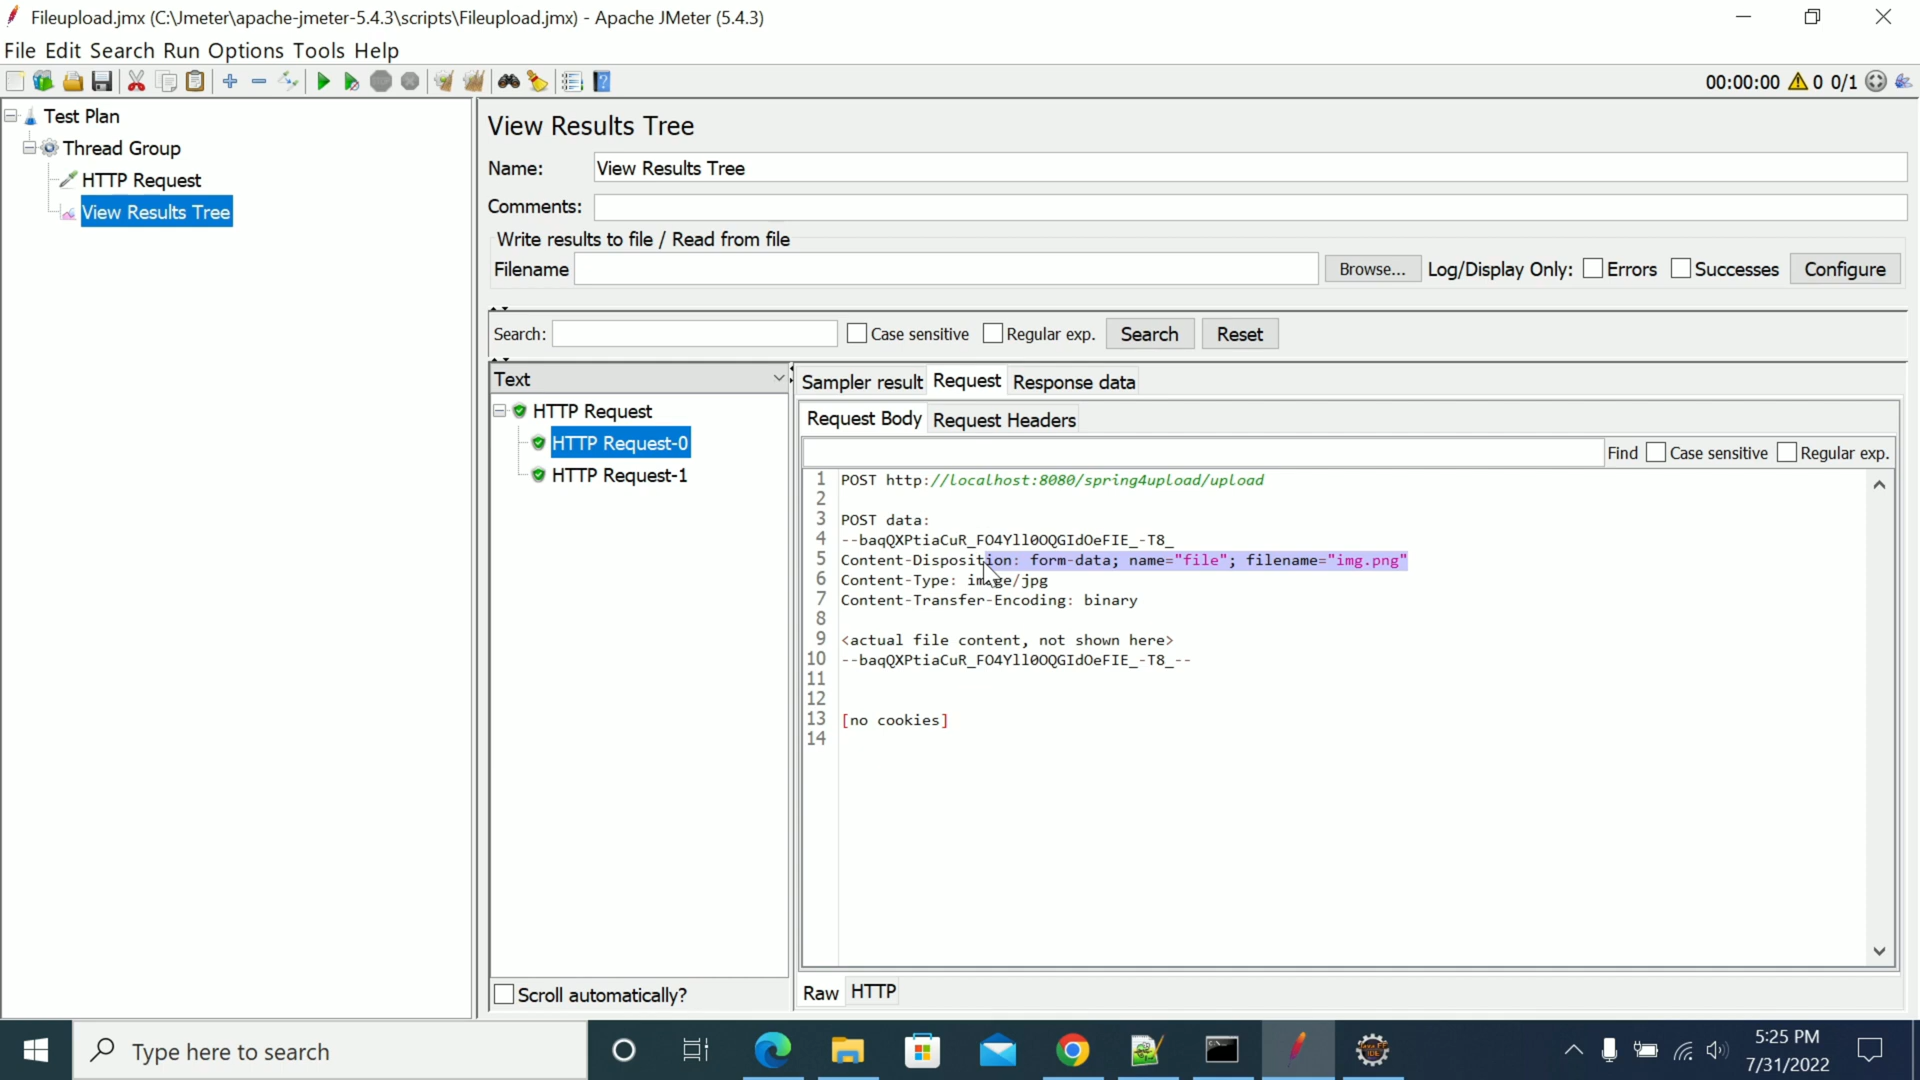 Fileupload.jmx (C:\Jmeter\apache-jmeter-5.4.3\scripts\Fileupload.jmx) - Apache JMeter (5.4.3)
File Edit Search Run Options Tools Help
00:00:00 0 0/1
Test Plan
Thread Group
HTTP Request
View Results Tree
View Results Tree
Name: View Results Tree
Comments:
Write results to file / Read from file
Filename Browse... Log/Display Only: Errors Successes Configure
Search: Case sensitive Regular exp. Search Reset
Text
HTTP Request
HTTP Request-0
HTTP Request-1
Scroll automatically?
Sampler result Request Response data
Request Body Request Headers
Find Case sensitive Regular exp.
1 POST http://localhost:8080/spring4upload/upload
2
3 POST data:
4 --baqQXPtiaCuR_FO4Yll0OQGIdOeFIE_-T8_
5 Content-Disposition: form-data; name="file"; filename="img.png"
6 Content-Type: image/jpg
7 Content-Transfer-Encoding: binary
8
9 <actual file content, not shown here>
10 --baqQXPtiaCuR_FO4Yll0OQGIdOeFIE_-T8_--
11
12
13 [no cookies]
14
Raw HTTP
Type here to search
5:25 PM
7/31/2022